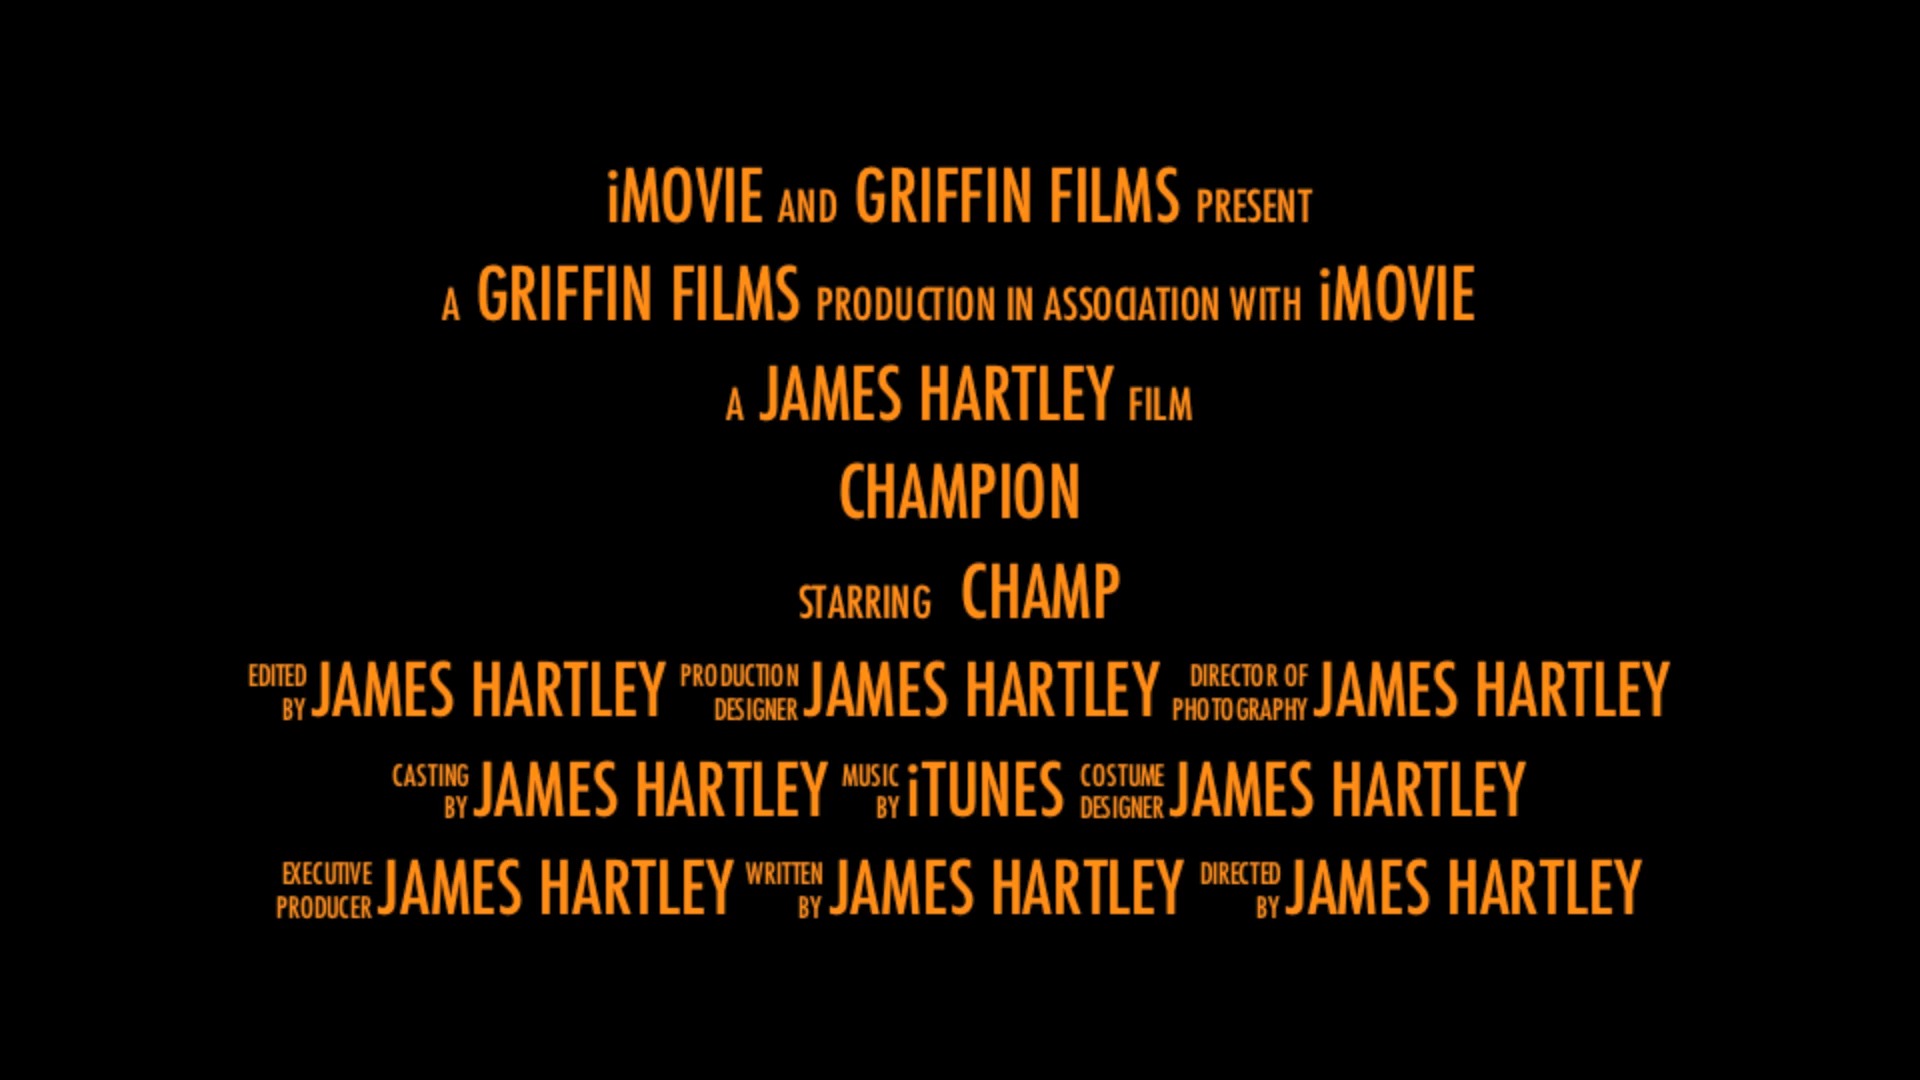 iMOVIE AND GRIFFIN FILMS PRESENT
A GRIFFIN FILMS PRODUCTION IN ASSOCIATION WITH iMOVIE
A JAMES HARTLEY FILM
CHAMPION
STARRING CHAMP
EDITED BY JAMES HARTLEY PRODUCTION DESIGNER JAMES HARTLEY DIRECTOR OF PHOTOGRAPHY JAMES HARTLEY
CASTING BY JAMES HARTLEY MUSIC BY iTUNES COSTUME DESIGNER JAMES HARTLEY
EXECUTIVE PRODUCER JAMES HARTLEY WRITTEN BY JAMES HARTLEY DIRECTED BY JAMES HARTLEY